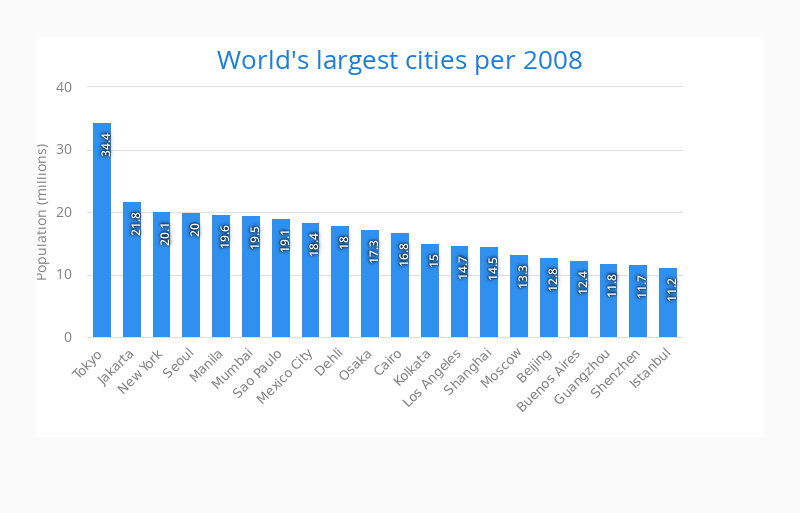 World's largest cities per 2008
Population (millions)
40
30
20
10
0
34.4
21.8
20.1
20
19.6
19.5
19.1
18.4
18
17.3
16.8
15
14.7
14.5
13.3
12.8
12.4
11.8
11.7
11.2
Tokyo
Jakarta
New York
Seoul
Manila
Mumbai
Sao Paulo
Mexico City
Dehli
Osaka
Cairo
Kolkata
Los Angeles
Shanghai
Moscow
Beijing
Buenos Aires
Guangzhou
Shenzhen
Istanbul